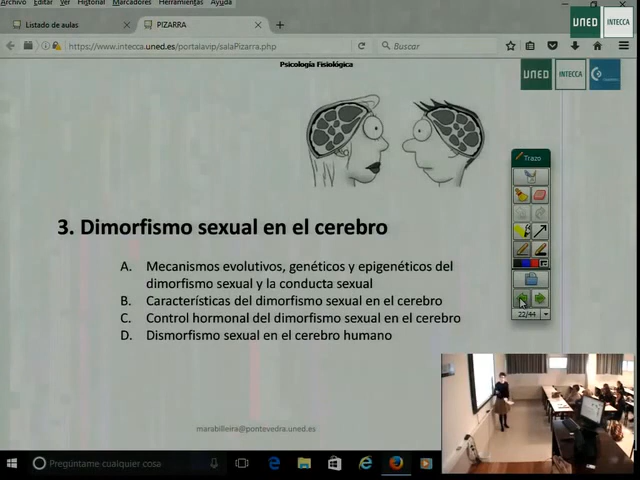 Archivo Editar Ver Historial Marcadores Herramientas Ayuda
Listado de aulas
PIZARRA
https://www.intecca.uned.es/portalavip/salaPizarra.php
Buscar
UNED
INTECCA
Psicología Fisiológica
UNED
INTECCA
Trazo
3. Dimorfismo sexual en el cerebro
A. Mecanismos evolutivos, genéticos y epigenéticos del
dimorfismo sexual y la conducta sexual
B. Características del dimorfismo sexual en el cerebro
C. Control hormonal del dimorfismo sexual en el cerebro
D. Dismorfismo sexual en el cerebro humano
22/44
marabilleira@pontevedra.uned.es
Pregúntame cualquier cosa